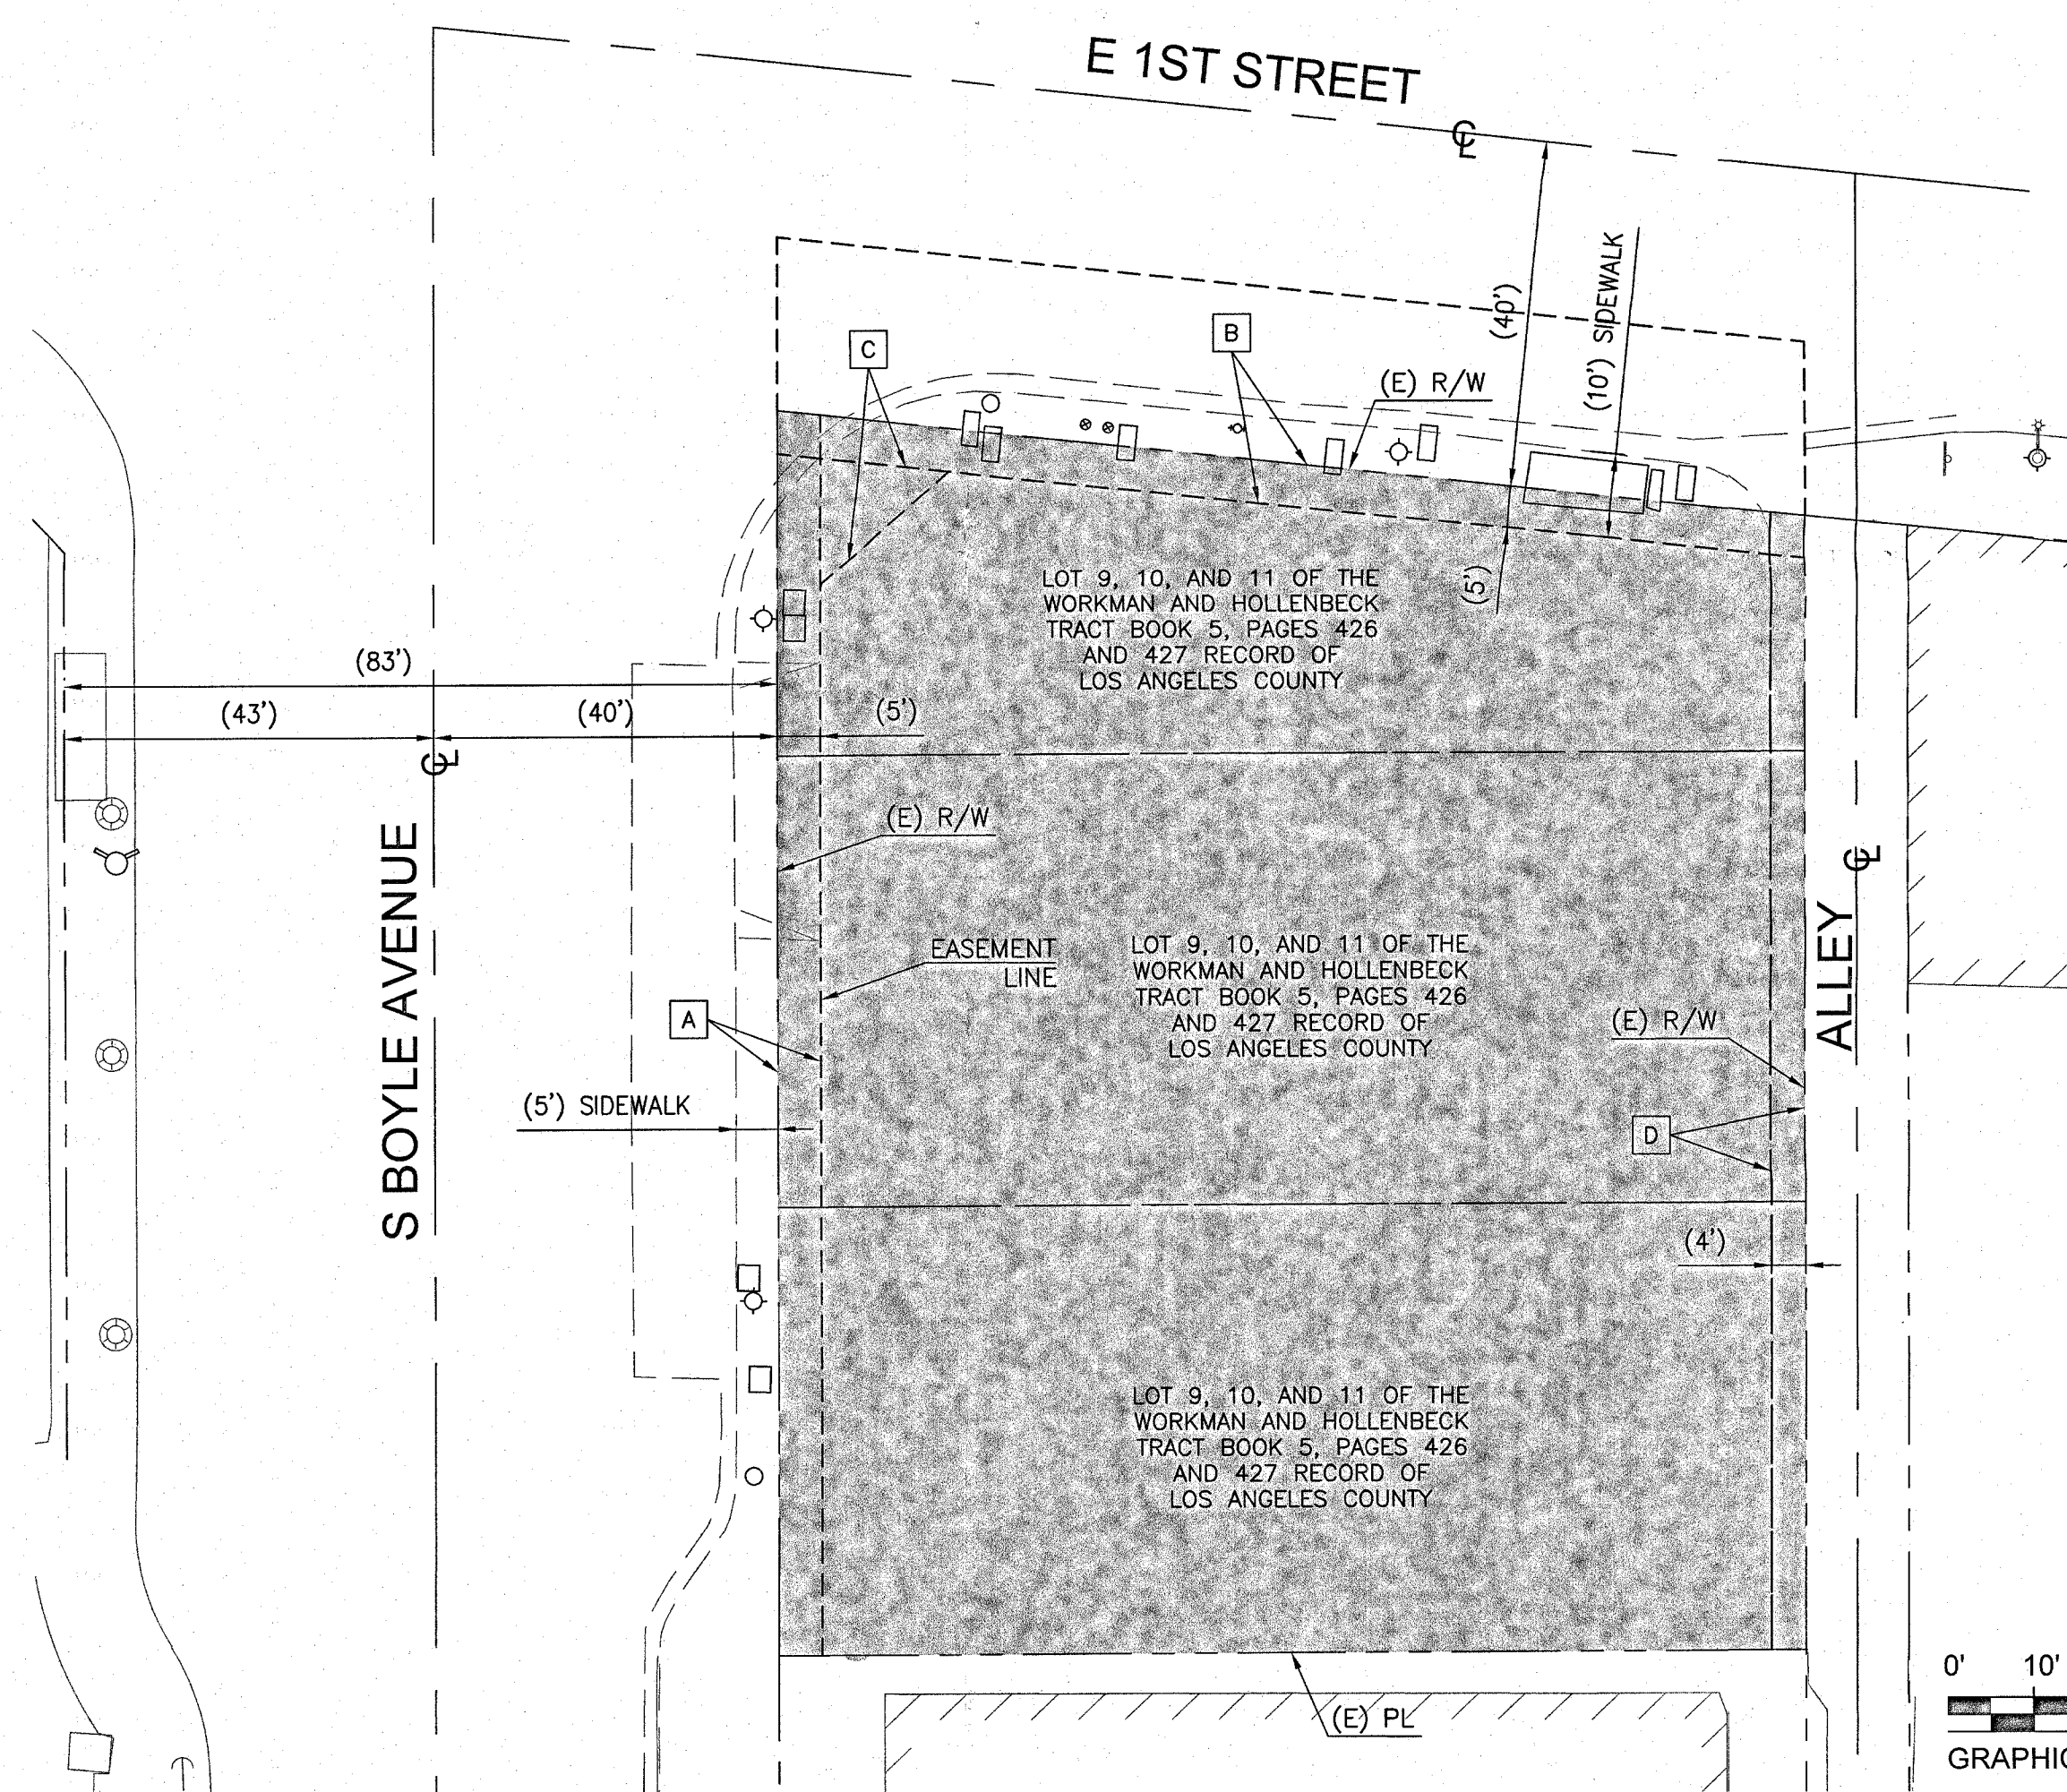 E 1ST STREET
℄
(40')
(10') SIDEWALK
C
B
(E) R/W
(5')
LOT 9, 10, AND 11 OF THE
WORKMAN AND HOLLENBECK
TRACT BOOK 5, PAGES 426
AND 427 RECORD OF
LOS ANGELES COUNTY
(83')
(43')
(40')
(5')
℄
(E) R/W
S BOYLE AVENUE
EASEMENT
LINE
A
(5') SIDEWALK
LOT 9, 10, AND 11 OF THE
WORKMAN AND HOLLENBECK
TRACT BOOK 5, PAGES 426
AND 427 RECORD OF
LOS ANGELES COUNTY
(E) R/W
D
ALLEY
℄
(4')
LOT 9, 10, AND 11 OF THE
WORKMAN AND HOLLENBECK
TRACT BOOK 5, PAGES 426
AND 427 RECORD OF
LOS ANGELES COUNTY
(E) PL
0' 10'
GRAPHIC